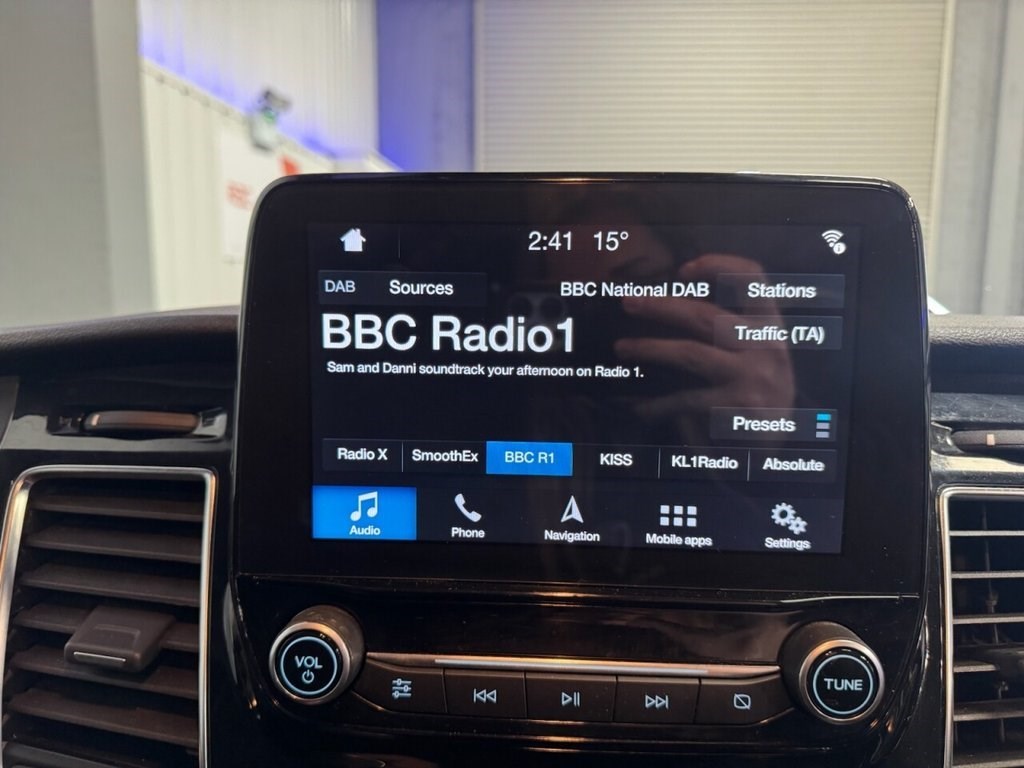 2:41 15°
DAB Sources BBC National DAB Stations
BBC Radio1
Traffic (TA)
Sam and Danni soundtrack your afternoon on Radio 1.
Presets
Radio X SmoothEx BBC R1 KISS KL1Radio Absolute
Audio Phone Navigation Mobile apps Settings
VOL
TUNE